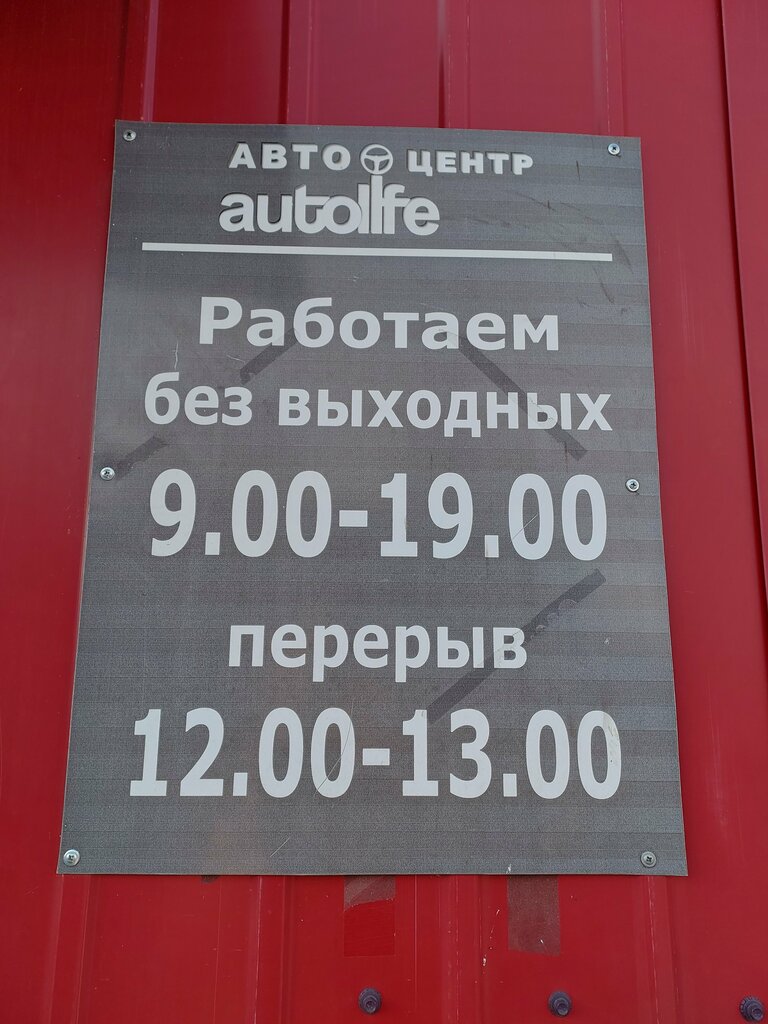 АВТО ЦЕНТР
autolife
Работаем
без выходных
9.00-19.00
перерыв
12.00-13.00